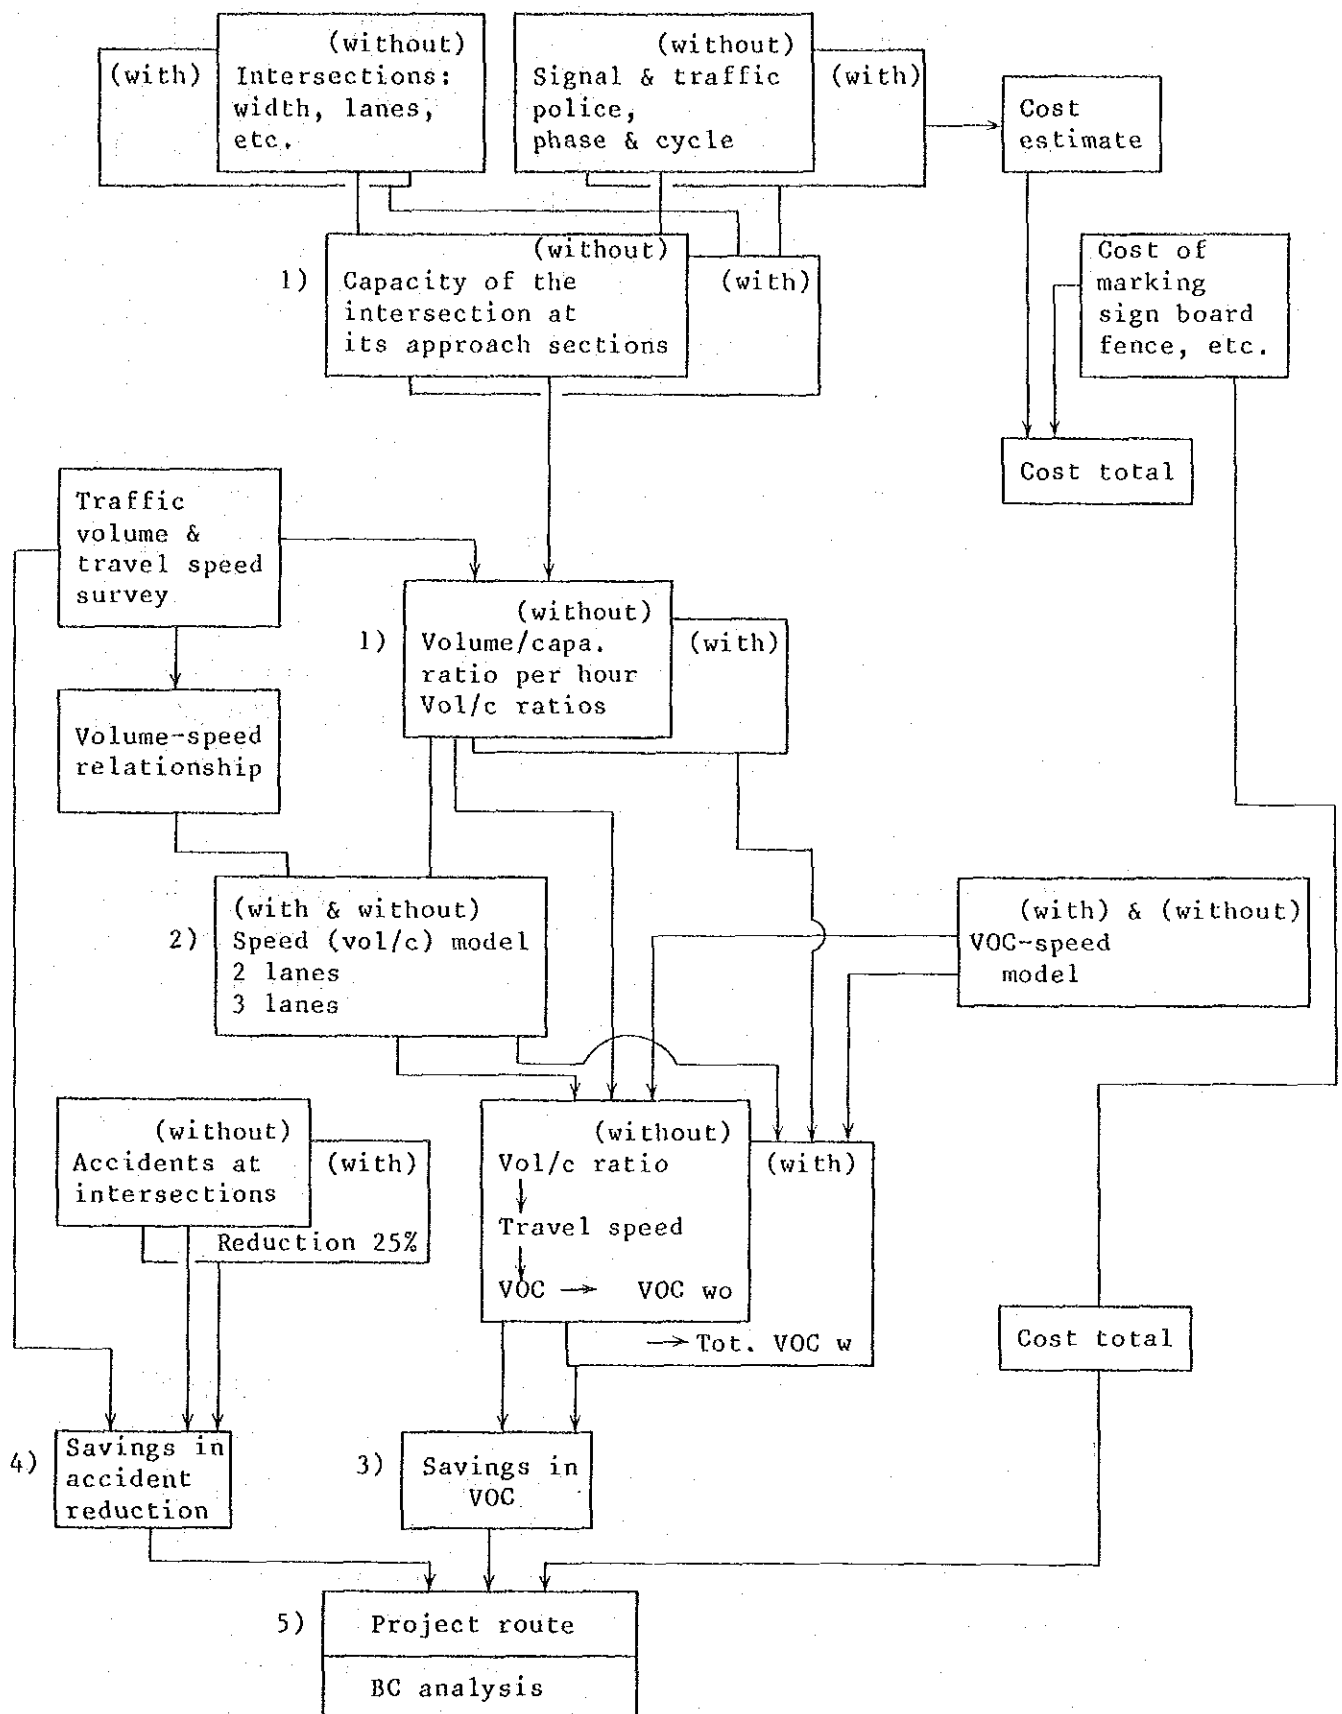 (without)
(with)
Intersections:
width, lanes,
etc.
(without)
Signal & traffic
police,
phase & cycle
(with)
Cost
estimate
1)
(without)
Capacity of the
intersection at
its approach sections
(with)
Cost of
marking
sign board
fence, etc.
Cost total
Traffic
volume &
travel speed
survey
1)
(without)
Volume/capa.
ratio per hour
Vol/c ratios
(with)
Volume-speed
relationship
2)
(with & without)
Speed (vol/c) model
2 lanes
3 lanes
(with) & (without)
VOC-speed
model
(without)
Accidents at
intersections
(with)
Reduction 25%
(without)
Vol/c ratio
Travel speed
VOC → VOC wo
(with)
→ Tot. VOC w
Cost total
4)
Savings in
accident
reduction
3)
Savings in
VOC
5)
Project route
BC analysis